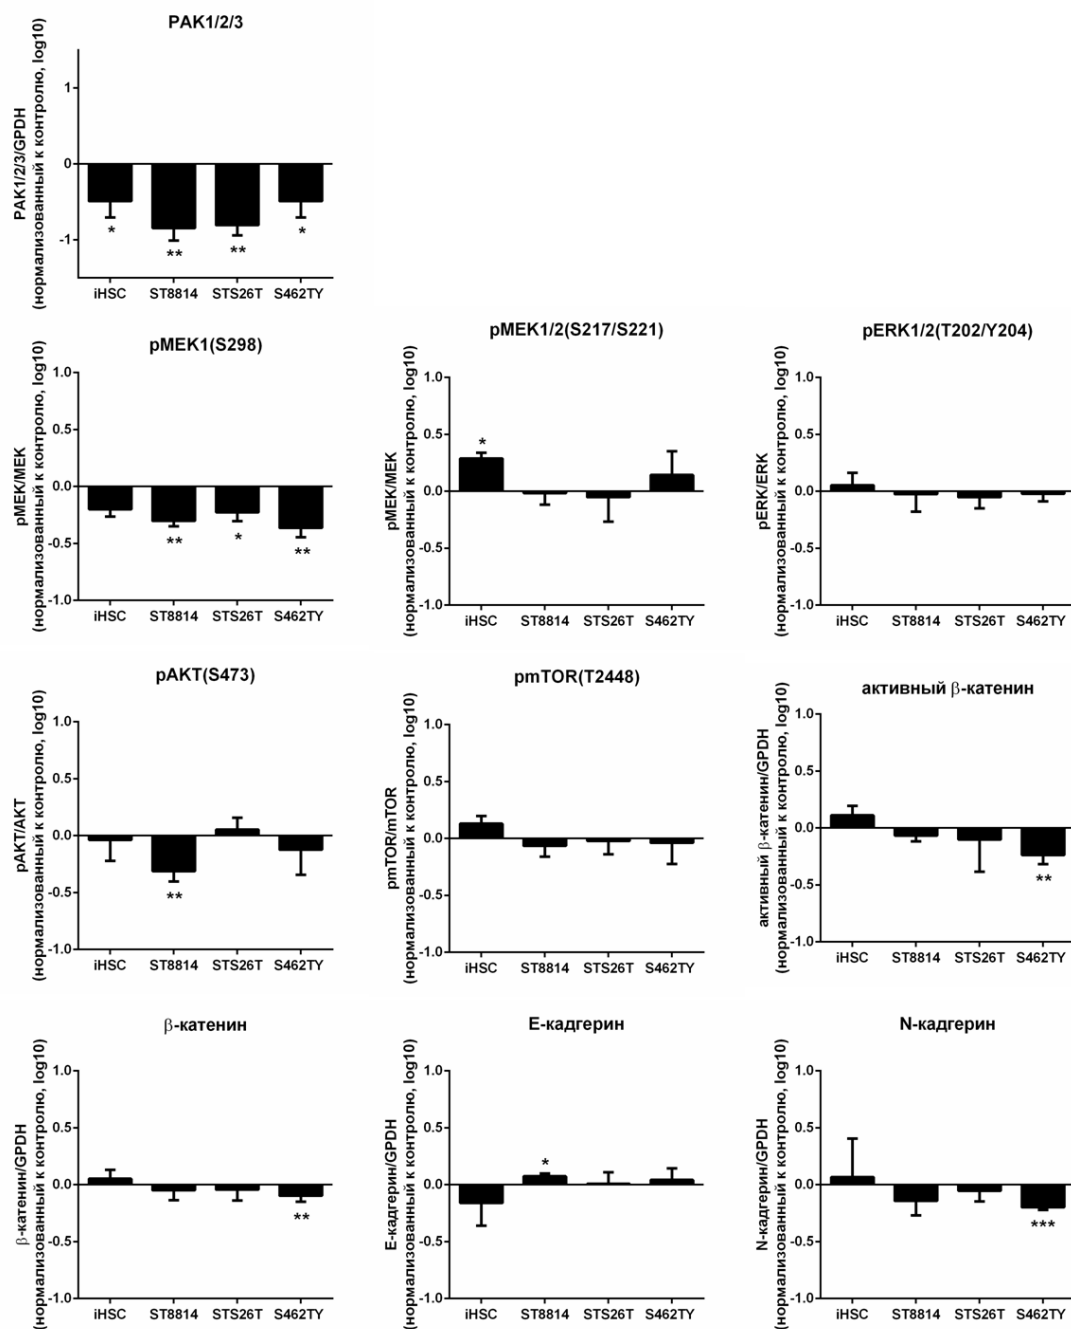 PAK1/2/3
PAK1/2/3/GPDH
(нормализованный к контролю, log10)
1
0
-1
*
**
**
*
iHSC ST8814 STS26T S462TY
pMEK1(S298)
pMEK/MEK
(нормализованный к контролю, log10)
1.0
0.5
0.0
-0.5
-1.0
**
*
**
iHSC ST8814 STS26T S462TY
pMEK1/2(S217/S221)
pMEK/MEK
(нормализованный к контролю, log10)
1.0
0.5
0.0
-0.5
-1.0
*
iHSC ST8814 STS26T S462TY
pERK1/2(T202/Y204)
pERK/ERK
(нормализованный к контролю, log10)
1.0
0.5
0.0
-0.5
-1.0
iHSC ST8814 STS26T S462TY
pAKT(S473)
pAKT/AKT
(нормализованный к контролю, log10)
1.0
0.5
0.0
-0.5
-1.0
**
iHSC ST8814 STS26T S462TY
pmTOR(T2448)
pmTOR/mTOR
(нормализованный к контролю, log10)
1.0
0.5
0.0
-0.5
-1.0
iHSC ST8814 STS26T S462TY
активный β-катенин
активный β-катенин/GPDH
(нормализованный к контролю, log10)
1.0
0.5
0.0
-0.5
-1.0
**
iHSC ST8814 STS26T S462TY
β-катенин
β-катенин/GPDH
(нормализованный к контролю, log10)
1.0
0.5
0.0
-0.5
-1.0
**
iHSC ST8814 STS26T S462TY
Е-кадгерин
Е-кадгерин/GPDH
(нормализованный к контролю, log10)
1.0
0.5
0.0
-0.5
-1.0
*
iHSC ST8814 STS26T S462TY
N-кадгерин
N-кадгерин/GPDH
(нормализованный к контролю, log10)
1.0
0.5
0.0
-0.5
-1.0
***
iHSC ST8814 STS26T S462TY